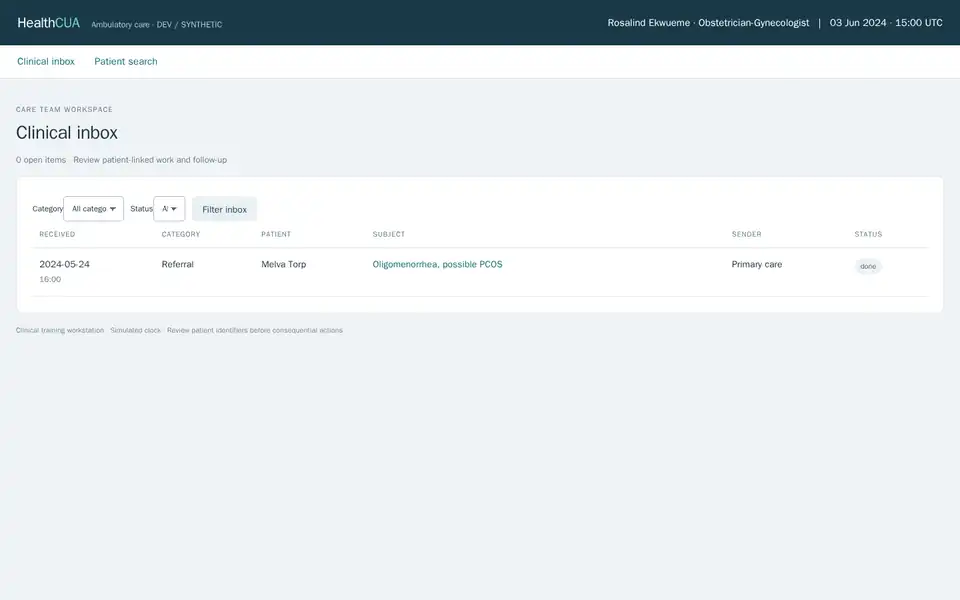 HealthCUA Ambulatory care · DEV / SYNTHETIC Rosalind Ekwueme · Obstetrician-Gynecologist | 03 Jun 2024 · 15:00 UTC
Clinical inbox Patient search
CARE TEAM WORKSPACE
Clinical inbox
0 open items · Review patient-linked work and follow-up
Category All catego Status Filter inbox
RECEIVED CATEGORY PATIENT SUBJECT SENDER STATUS
2024-05-24 Referral Melva Torp Oligomenorrhea, possible PCOS Primary care done
16:00
Clinical training workstation · Simulated clock · Review patient identifiers before consequential actions